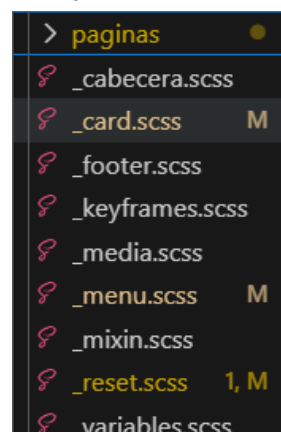 paginas
_cabecera.scss
_card.scss M
_footer.scss
_keyframes.scss
_media.scss
_menu.scss M
_mixin.scss
_reset.scss 1, M
_variables.scss